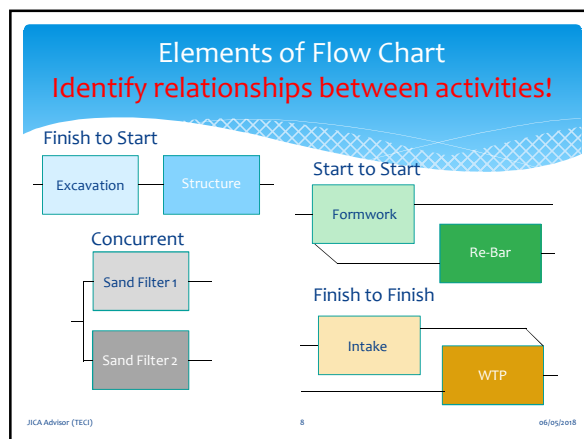 Elements of Flow Chart
Identify relationships between activities!
Finish to Start
Excavation
Structure
Concurrent
Sand Filter 1
Sand Filter 2
Start to Start
Formwork
Re-Bar
Finish to Finish
Intake
WTP
JICA Advisor (TECI)
8
06/05/2018